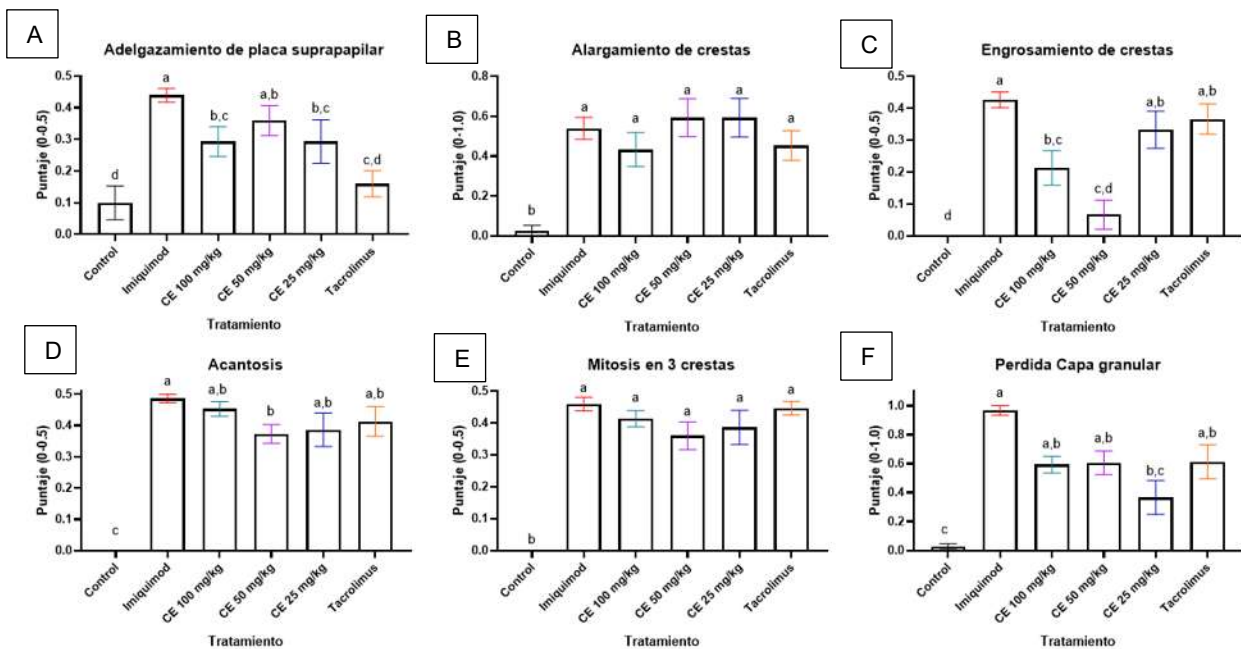 A
Adelgazamiento de placa suprapapilar
Puntaje (0-0.5)
0.5
0.4
0.3
0.2
0.1
0.0
d
a
b,c
a,b
b,c
c,d
Control
Imiquimod
CE 100 mg/kg
CE 50 mg/kg
CE 25 mg/kg
Tacrolimus
Tratamiento
B
Alargamiento de crestas
Puntaje (0-1.0)
0.8
0.6
0.4
0.2
0.0
b
a
a
a
a
a
Control
Imiquimod
CE 100 mg/kg
CE 50 mg/kg
CE 25 mg/kg
Tacrolimus
Tratamiento
C
Engrosamiento de crestas
Puntaje (0-0.5)
0.5
0.4
0.3
0.2
0.1
0.0
d
a
b,c
c,d
a,b
a,b
Control
Imiquimod
CE 100 mg/kg
CE 50 mg/kg
CE 25 mg/kg
Tacrolimus
Tratamiento
D
Acantosis
Puntaje (0-0.5)
0.5
0.4
0.3
0.2
0.1
0.0
c
a
a,b
b
a,b
a,b
Control
Imiquimod
CE 100 mg/kg
CE 50 mg/kg
CE 25 mg/kg
Tacrolimus
Tratamiento
E
Mitosis en 3 crestas
Puntaje (0-0.5)
0.5
0.4
0.3
0.2
0.1
0.0
b
a
a
a
a
a
Control
Imiquimod
CE 100 mg/kg
CE 50 mg/kg
CE 25 mg/kg
Tacrolimus
Tratamiento
F
Perdida Capa granular
Puntaje (0-1.0)
1.0
0.8
0.6
0.4
0.2
0.0
c
a
a,b
a,b
b,c
a,b
Control
Imiquimod
CE 100 mg/kg
CE 50 mg/kg
CE 25 mg/kg
Tacrolimus
Tratamiento